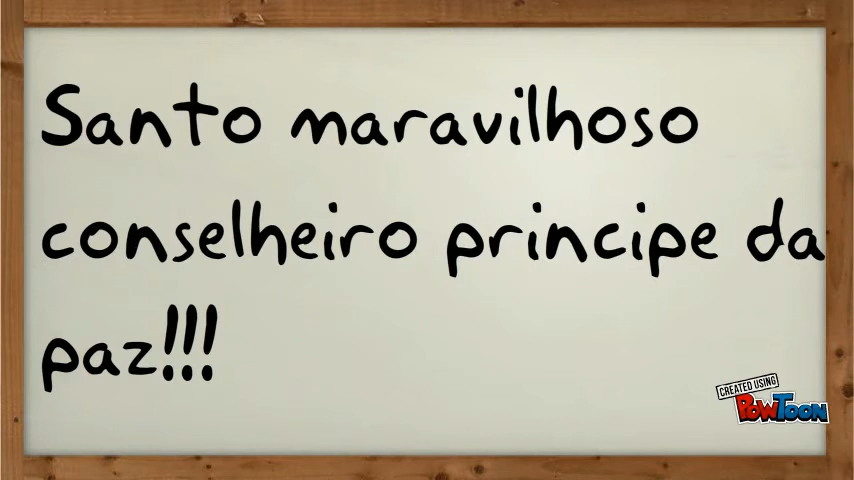 Santo maravilhoso
conselheiro principe da
paz!!!
CREATED USING
POWTOON